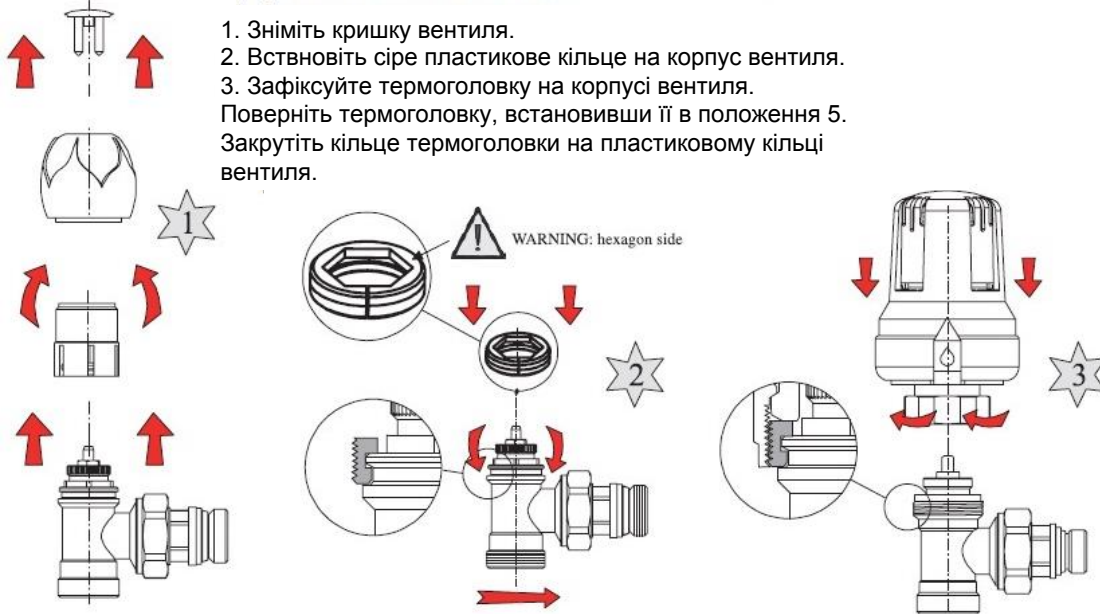 1. Зніміть кришку вентиля.
2. Вствновіть сіре пластикове кільце на корпус вентиля.
3. Зафіксуйте термоголовку на корпусі вентиля.
Поверніть термоголовку, встановивши її в положення 5.
Закрутіть кільце термоголовки на пластиковому кільці
вентиля.
1
WARNING: hexagon side
2
3